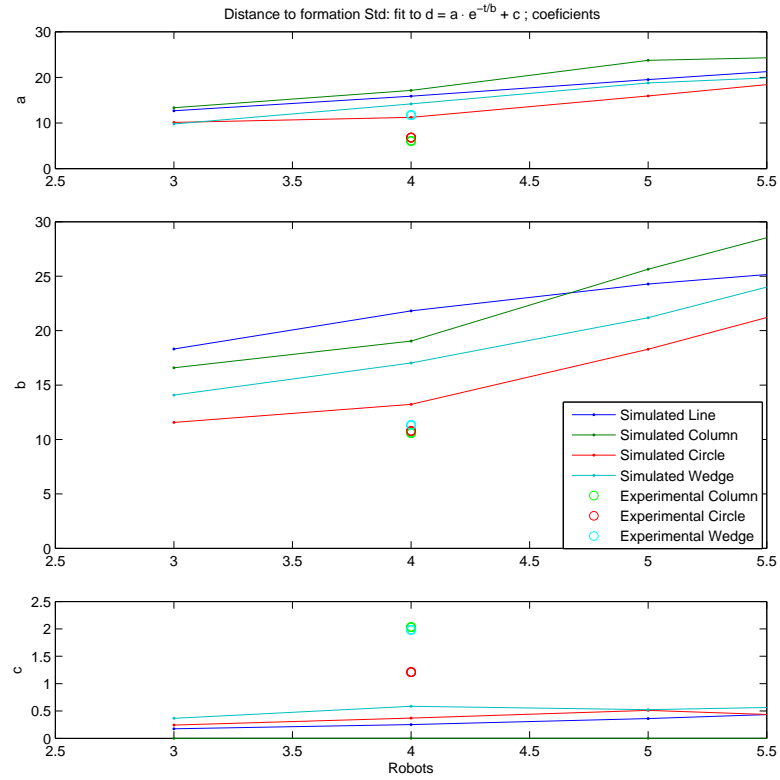 Distance to formation Std: fit to d = a · e^{−t/b} + c ; coeficients
30
20
10
0
a
2.5 3 3.5 4 4.5 5 5.5
30
25
20
15
10
5
0
b
Simulated Line
Simulated Column
Simulated Circle
Simulated Wedge
Experimental Column
Experimental Circle
Experimental Wedge
2.5 3 3.5 4 4.5 5 5.5
2.5
2
1.5
1
0.5
0
c
2.5 3 3.5 4 4.5 5 5.5
Robots